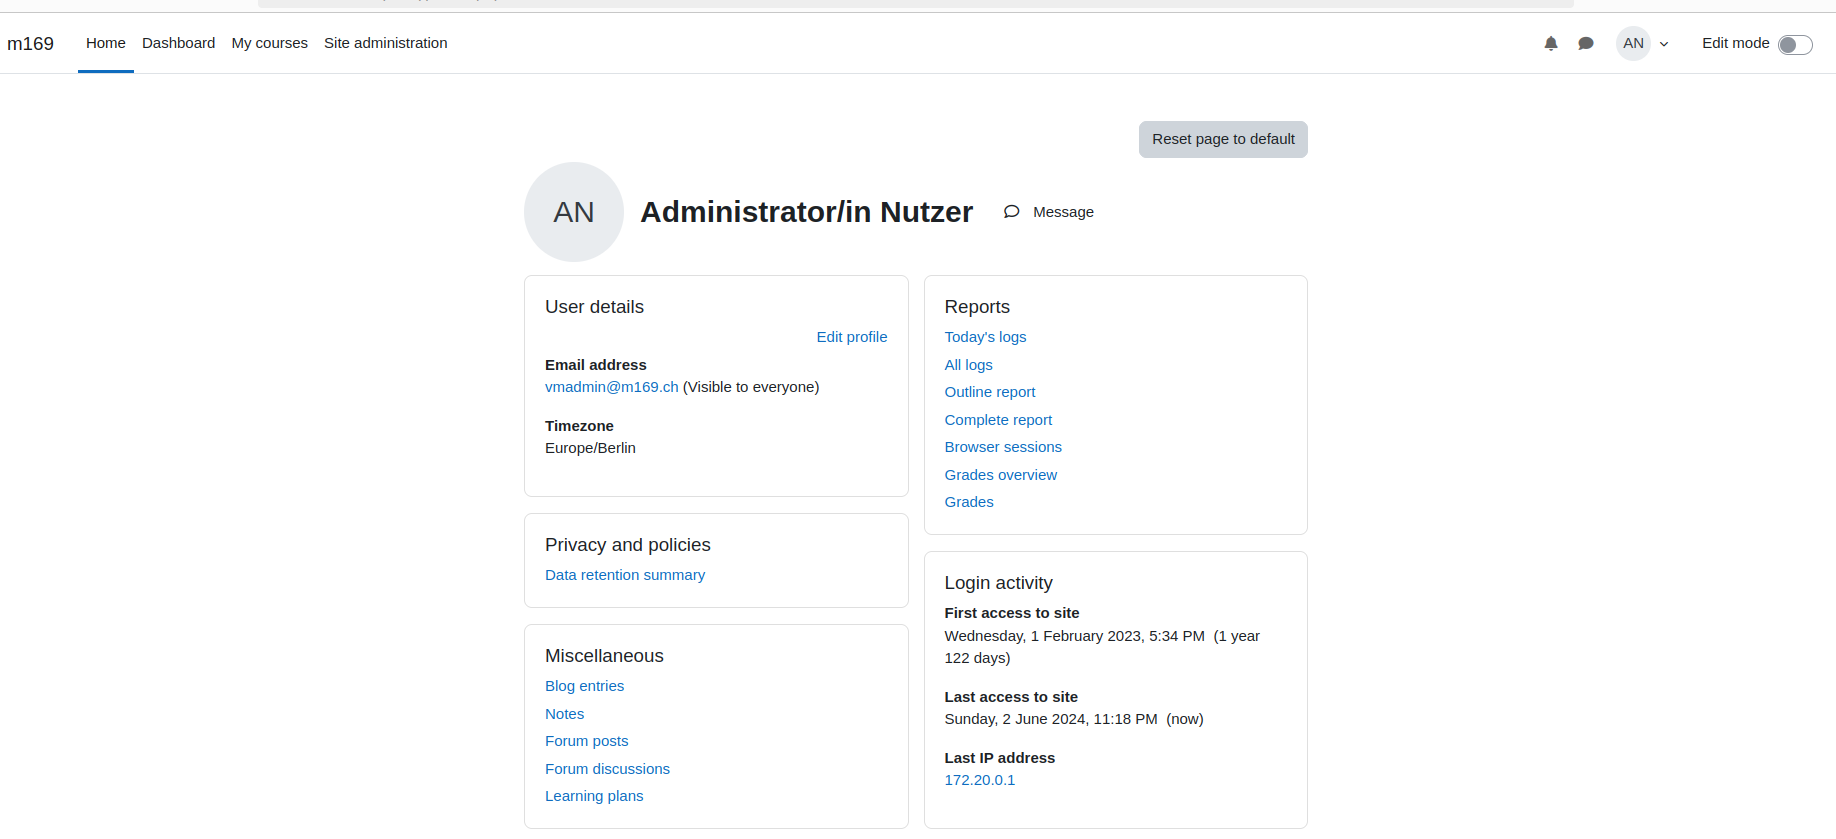 m169
Home Dashboard My courses Site administration
AN
Edit mode
Reset page to default
AN
Administrator/in Nutzer
Message
User details
Edit profile
Email address
vmadmin@m169.ch (Visible to everyone)
Timezone
Europe/Berlin
Privacy and policies
Data retention summary
Miscellaneous
Blog entries
Notes
Forum posts
Forum discussions
Learning plans
Reports
Today's logs
All logs
Outline report
Complete report
Browser sessions
Grades overview
Grades
Login activity
First access to site
Wednesday, 1 February 2023, 5:34 PM (1 year
122 days)
Last access to site
Sunday, 2 June 2024, 11:18 PM (now)
Last IP address
172.20.0.1